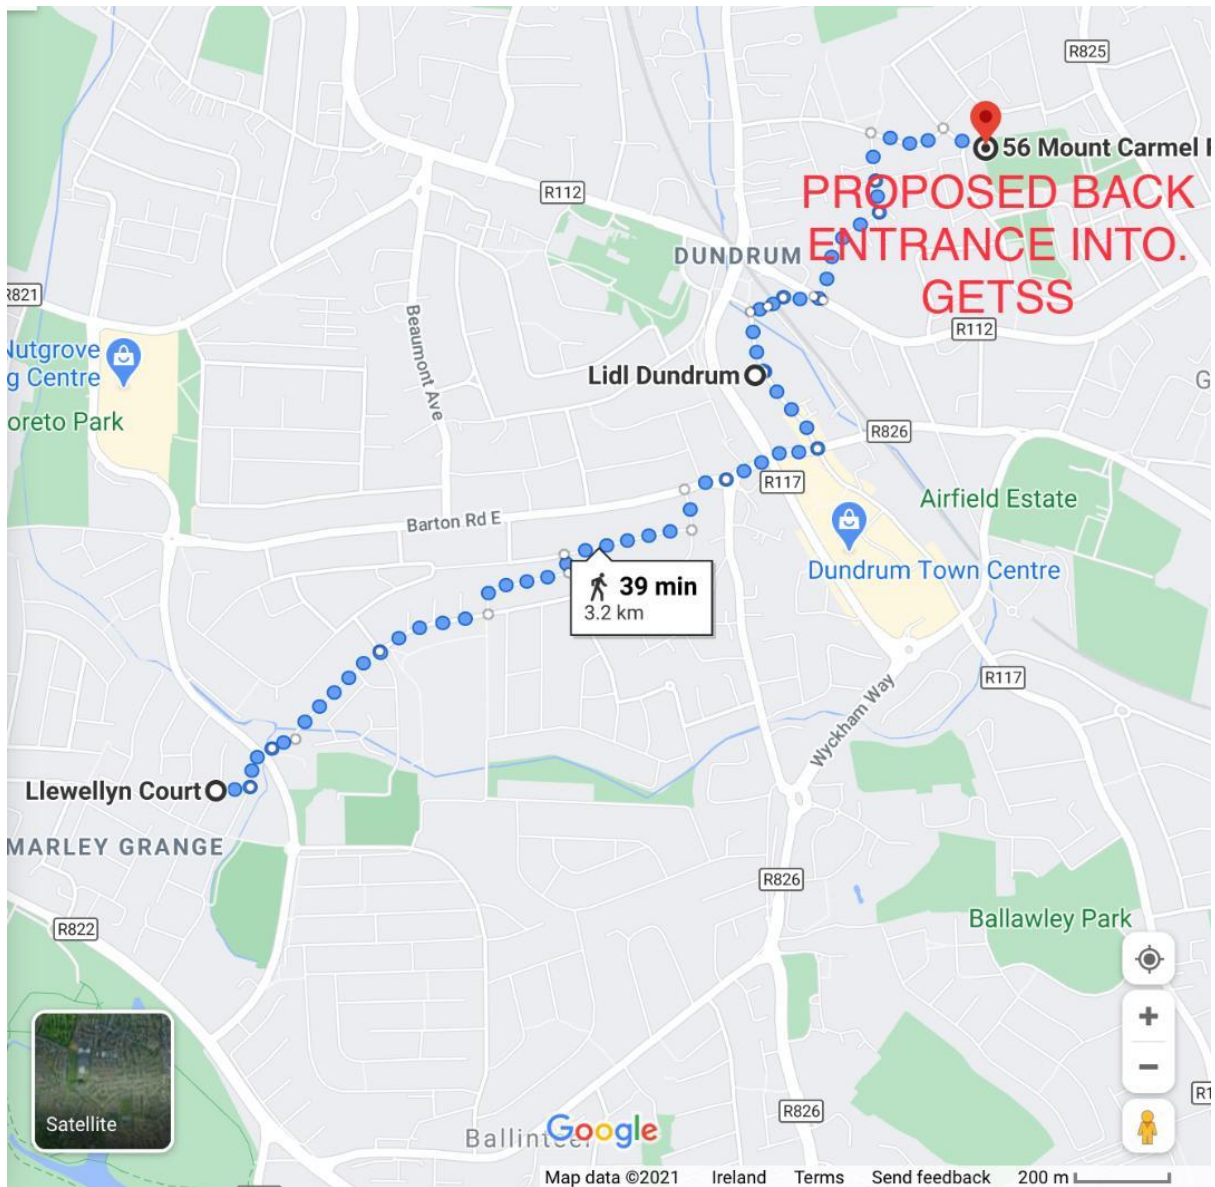 R825
56 Mount Carmel R
PROPOSED BACK
ENTRANCE INTO.
GETSS
R112
DUNDRUM
R821
R112
Nutgrove
g Centre
Beaumont Ave
Lidl Dundrum
oreto Park
R826
R117
Airfield Estate
Barton Rd E
Dundrum Town Centre
39 min
3.2 km
R117
Wyckham Way
Llewellyn Court
MARLEY GRANGE
R826
R822
Ballawley Park
Satellite
R826
R1
Google
Map data ©2021 Ireland Terms Send feedback 200 m